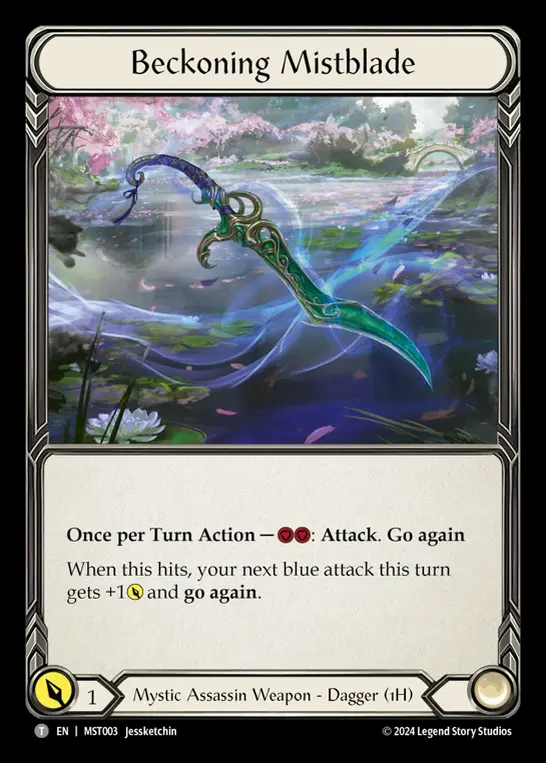 Beckoning Mistblade
Once per Turn Action — : Attack. Go again
When this hits, your next blue attack this turn
gets +1 and go again.
1
Mystic Assassin Weapon - Dagger (1H)
T EN | MST003 Jessketchin
© 2024 Legend Story Studios